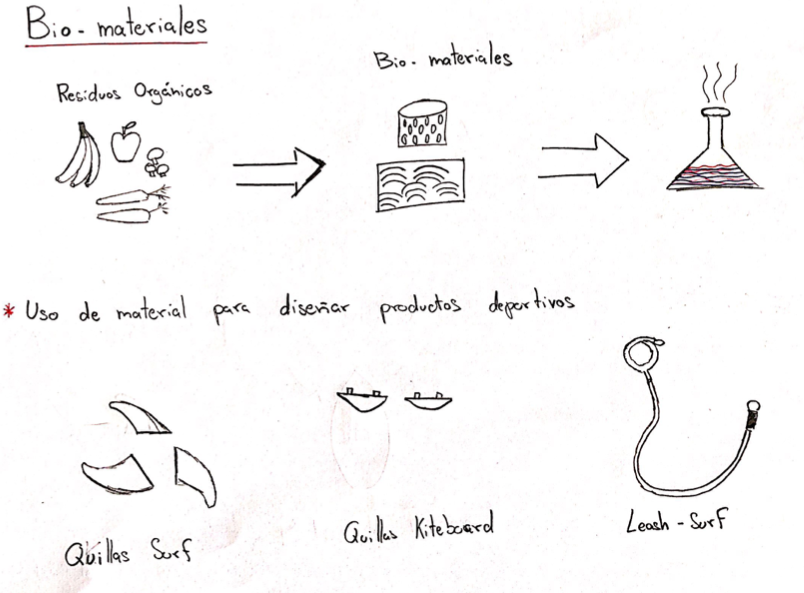 Bio-materiales
Residuos Orgánicos
Bio-materiales
* Uso de material para diseñar productos deportivos
Quillas Surf
Quillas Kiteboard
Leash-Surf